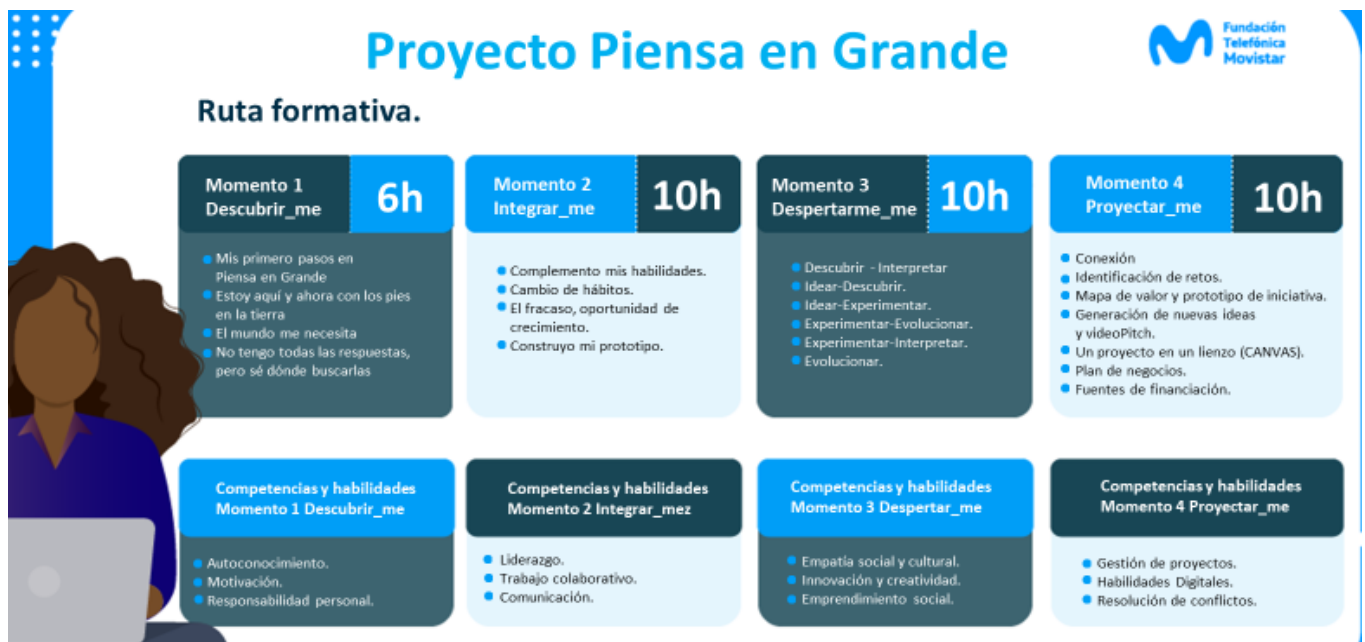 Proyecto Piensa en Grande
Fundación
Telefónica
Movistar
Ruta formativa.
Momento 1
Descubrir_me
6h
Mis primero pasos en
Piensa en Grande
Estoy aquí y ahora con los pies
en la tierra
El mundo me necesita
No tengo todas las respuestas,
pero sé dónde buscarlas
Momento 2
Integrar_me
10h
Complemento mis habilidades.
Cambio de hábitos.
El fracaso, oportunidad de
crecimiento.
Construyo mi prototipo.
Momento 3
Despertarme_me
10h
Descubrir - Interpretar
Idear-Descubrir.
Idear-Experimentar.
Experimentar-Evolucionar.
Experimentar-Interpretar.
Evolucionar.
Momento 4
Proyectar_me
10h
Conexión
Identificación de retos.
Mapa de valor y prototipo de iniciativa.
Generación de nuevas ideas
y videoPitch.
Un proyecto en un lienzo (CANVAS).
Plan de negocios.
Fuentes de financiación.
Competencias y habilidades
Momento 1 Descubrir_me
Autoconocimiento.
Motivación.
Responsabilidad personal.
Competencias y habilidades
Momento 2 Integrar_mez
Liderazgo.
Trabajo colaborativo.
Comunicación.
Competencias y habilidades
Momento 3 Despertar_me
Empatía social y cultural.
Innovación y creatividad.
Emprendimiento social.
Competencias y habilidades
Momento 4 Proyectar_me
Gestión de proyectos.
Habilidades Digitales.
Resolución de conflictos.